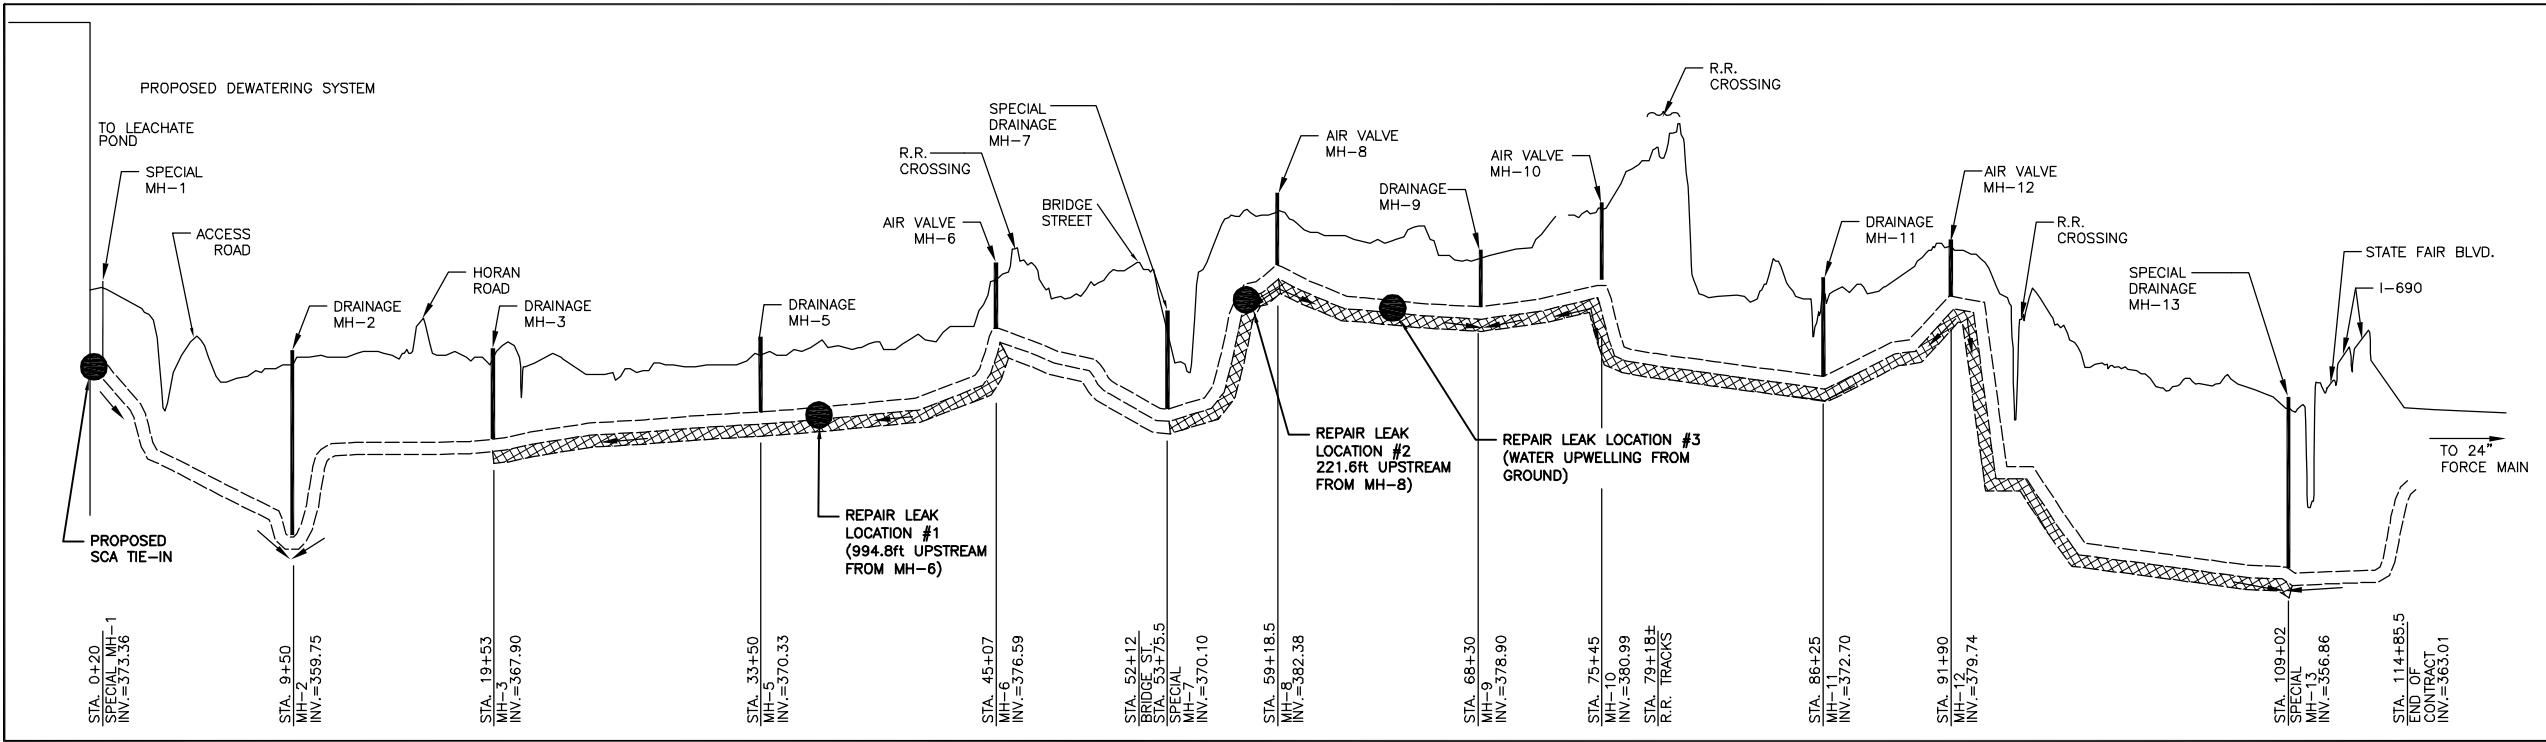 PROPOSED DEWATERING SYSTEM
TO LEACHATE
POND
SPECIAL
MH-1
ACCESS
ROAD
DRAINAGE
MH-2
HORAN
ROAD
DRAINAGE
MH-3
DRAINAGE
MH-5
AIR VALVE
MH-6
R.R.
CROSSING
SPECIAL
DRAINAGE
MH-7
BRIDGE
STREET
AIR VALVE
MH-8
DRAINAGE
MH-9
AIR VALVE
MH-10
R.R.
CROSSING
DRAINAGE
MH-11
AIR VALVE
MH-12
R.R.
CROSSING
SPECIAL
DRAINAGE
MH-13
STATE FAIR BLVD.
I-690
TO 24"
FORCE MAIN
PROPOSED
SCA TIE-IN
REPAIR LEAK
LOCATION #1
(994.8ft UPSTREAM
FROM MH-6)
REPAIR LEAK
LOCATION #2
221.6ft UPSTREAM
FROM MH-8)
REPAIR LEAK LOCATION #3
(WATER UPWELLING FROM
GROUND)
STA. 0+20
SPECIAL MH-1
INV.=373.36
STA. 9+50
MH-2
INV.=359.75
STA. 19+53
MH-3
INV.=367.90
STA. 33+50
MH-5
INV.=370.33
STA. 45+07
MH-6
INV.=376.59
STA. 52+12
BRIDGE ST.
STA. 53+75.5
SPECIAL
MH-7
INV.=370.10
STA. 59+18.5
MH-8
INV.=382.38
STA. 68+30
MH-9
INV.=378.90
STA. 75+45
MH-10
INV.=380.99
STA. 79+18±
R.R. TRACKS
STA. 86+25
MH-11
INV.=372.70
STA. 91+90
MH-12
INV.=379.74
STA. 109+02
SPECIAL
MH-13
INV.=356.86
STA. 114+85.5
END OF
CONTRACT
INV.=363.01